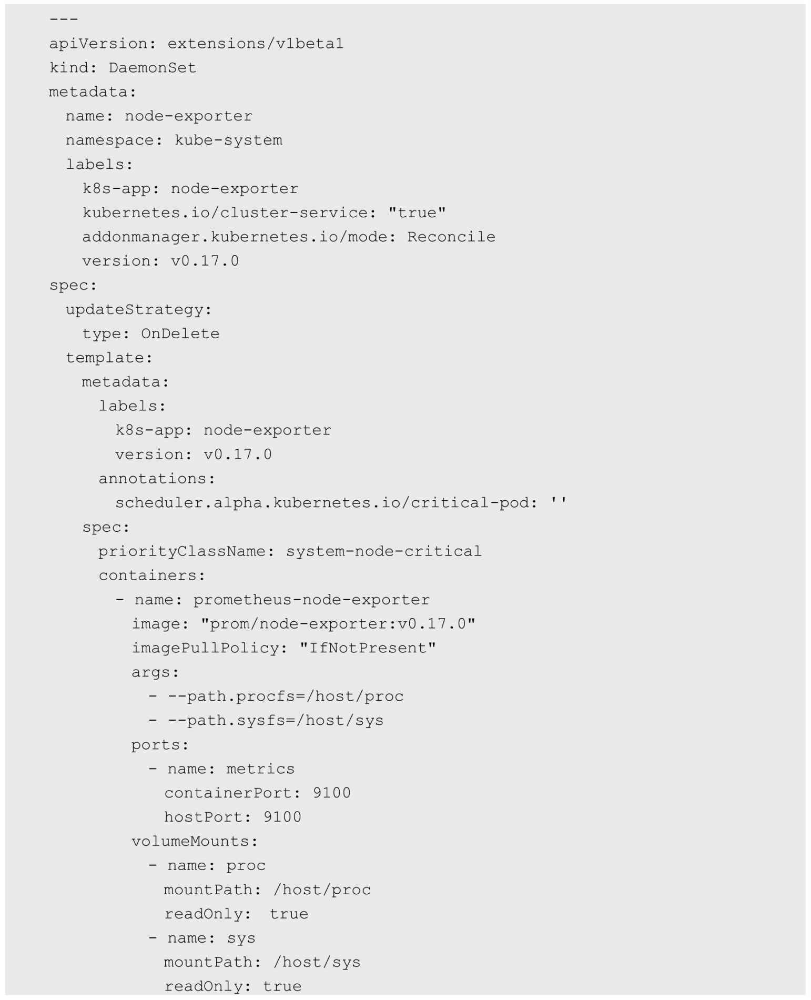 ---
apiVersion: extensions/v1beta1
kind: DaemonSet
metadata:
  name: node-exporter
  namespace: kube-system
  labels:
    k8s-app: node-exporter
    kubernetes.io/cluster-service: "true"
    addonmanager.kubernetes.io/mode: Reconcile
    version: v0.17.0
spec:
  updateStrategy:
    type: OnDelete
  template:
    metadata:
      labels:
        k8s-app: node-exporter
        version: v0.17.0
      annotations:
        scheduler.alpha.kubernetes.io/critical-pod: ''
    spec:
      priorityClassName: system-node-critical
      containers:
        - name: prometheus-node-exporter
          image: "prom/node-exporter:v0.17.0"
          imagePullPolicy: "IfNotPresent"
          args:
            - --path.procfs=/host/proc
            - --path.sysfs=/host/sys
          ports:
            - name: metrics
              containerPort: 9100
              hostPort: 9100
          volumeMounts:
            - name: proc
              mountPath: /host/proc
              readOnly:  true
            - name: sys
              mountPath: /host/sys
              readOnly: true